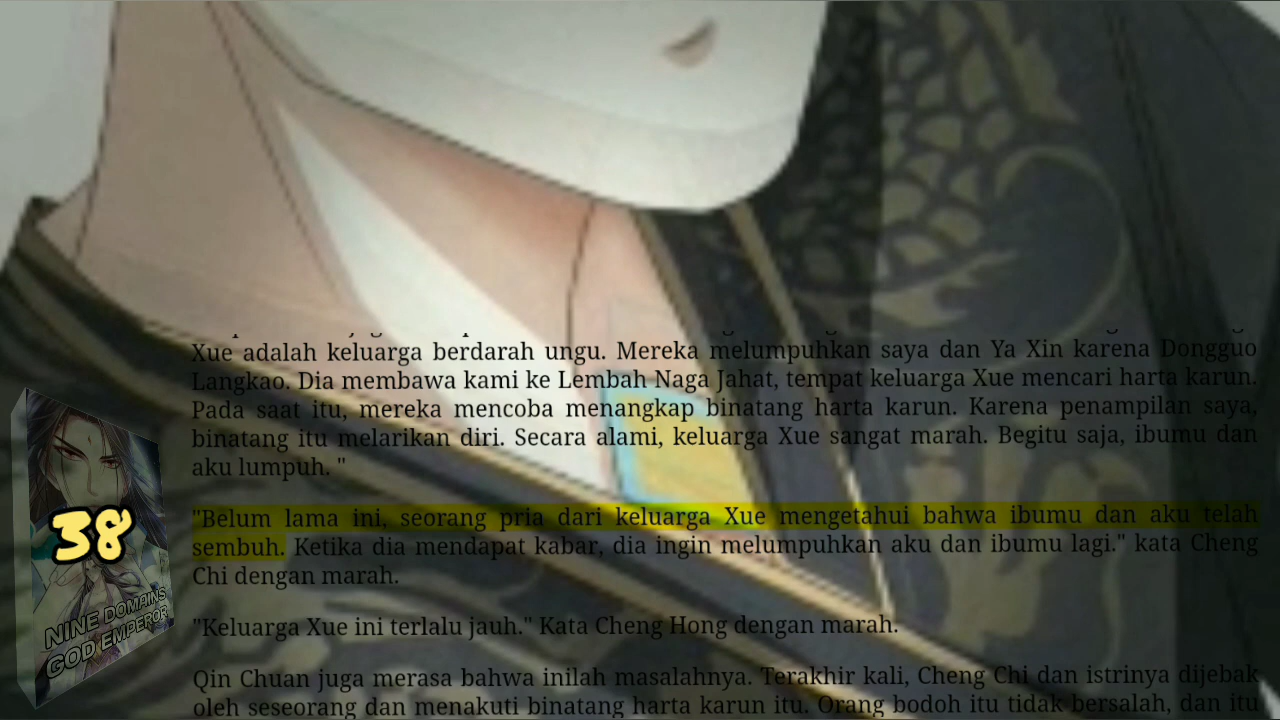 Xue adalah keluarga berdarah ungu. Mereka melumpuhkan saya dan Ya Xin karena Dongguo
Langkao. Dia membawa kami ke Lembah Naga Jahat, tempat keluarga Xue mencari harta karun.
Pada saat itu, mereka mencoba menangkap binatang harta karun. Karena penampilan saya,
binatang itu melarikan diri. Secara alami, keluarga Xue sangat marah. Begitu saja, ibumu dan
aku lumpuh. "
"Belum lama ini, seorang pria dari keluarga Xue mengetahui bahwa ibumu dan aku telah
sembuh. Ketika dia mendapat kabar, dia ingin melumpuhkan aku dan ibumu lagi." kata Cheng
Chi dengan marah.
"Keluarga Xue ini terlalu jauh." Kata Cheng Hong dengan marah.
Qin Chuan juga merasa bahwa inilah masalahnya. Terakhir kali, Cheng Chi dan istrinya dijebak
oleh seseorang dan menakuti binatang harta karun itu. Orang bodoh itu tidak bersalah, dan itu
38
NINE DOMAINS
GOD EMPEROR